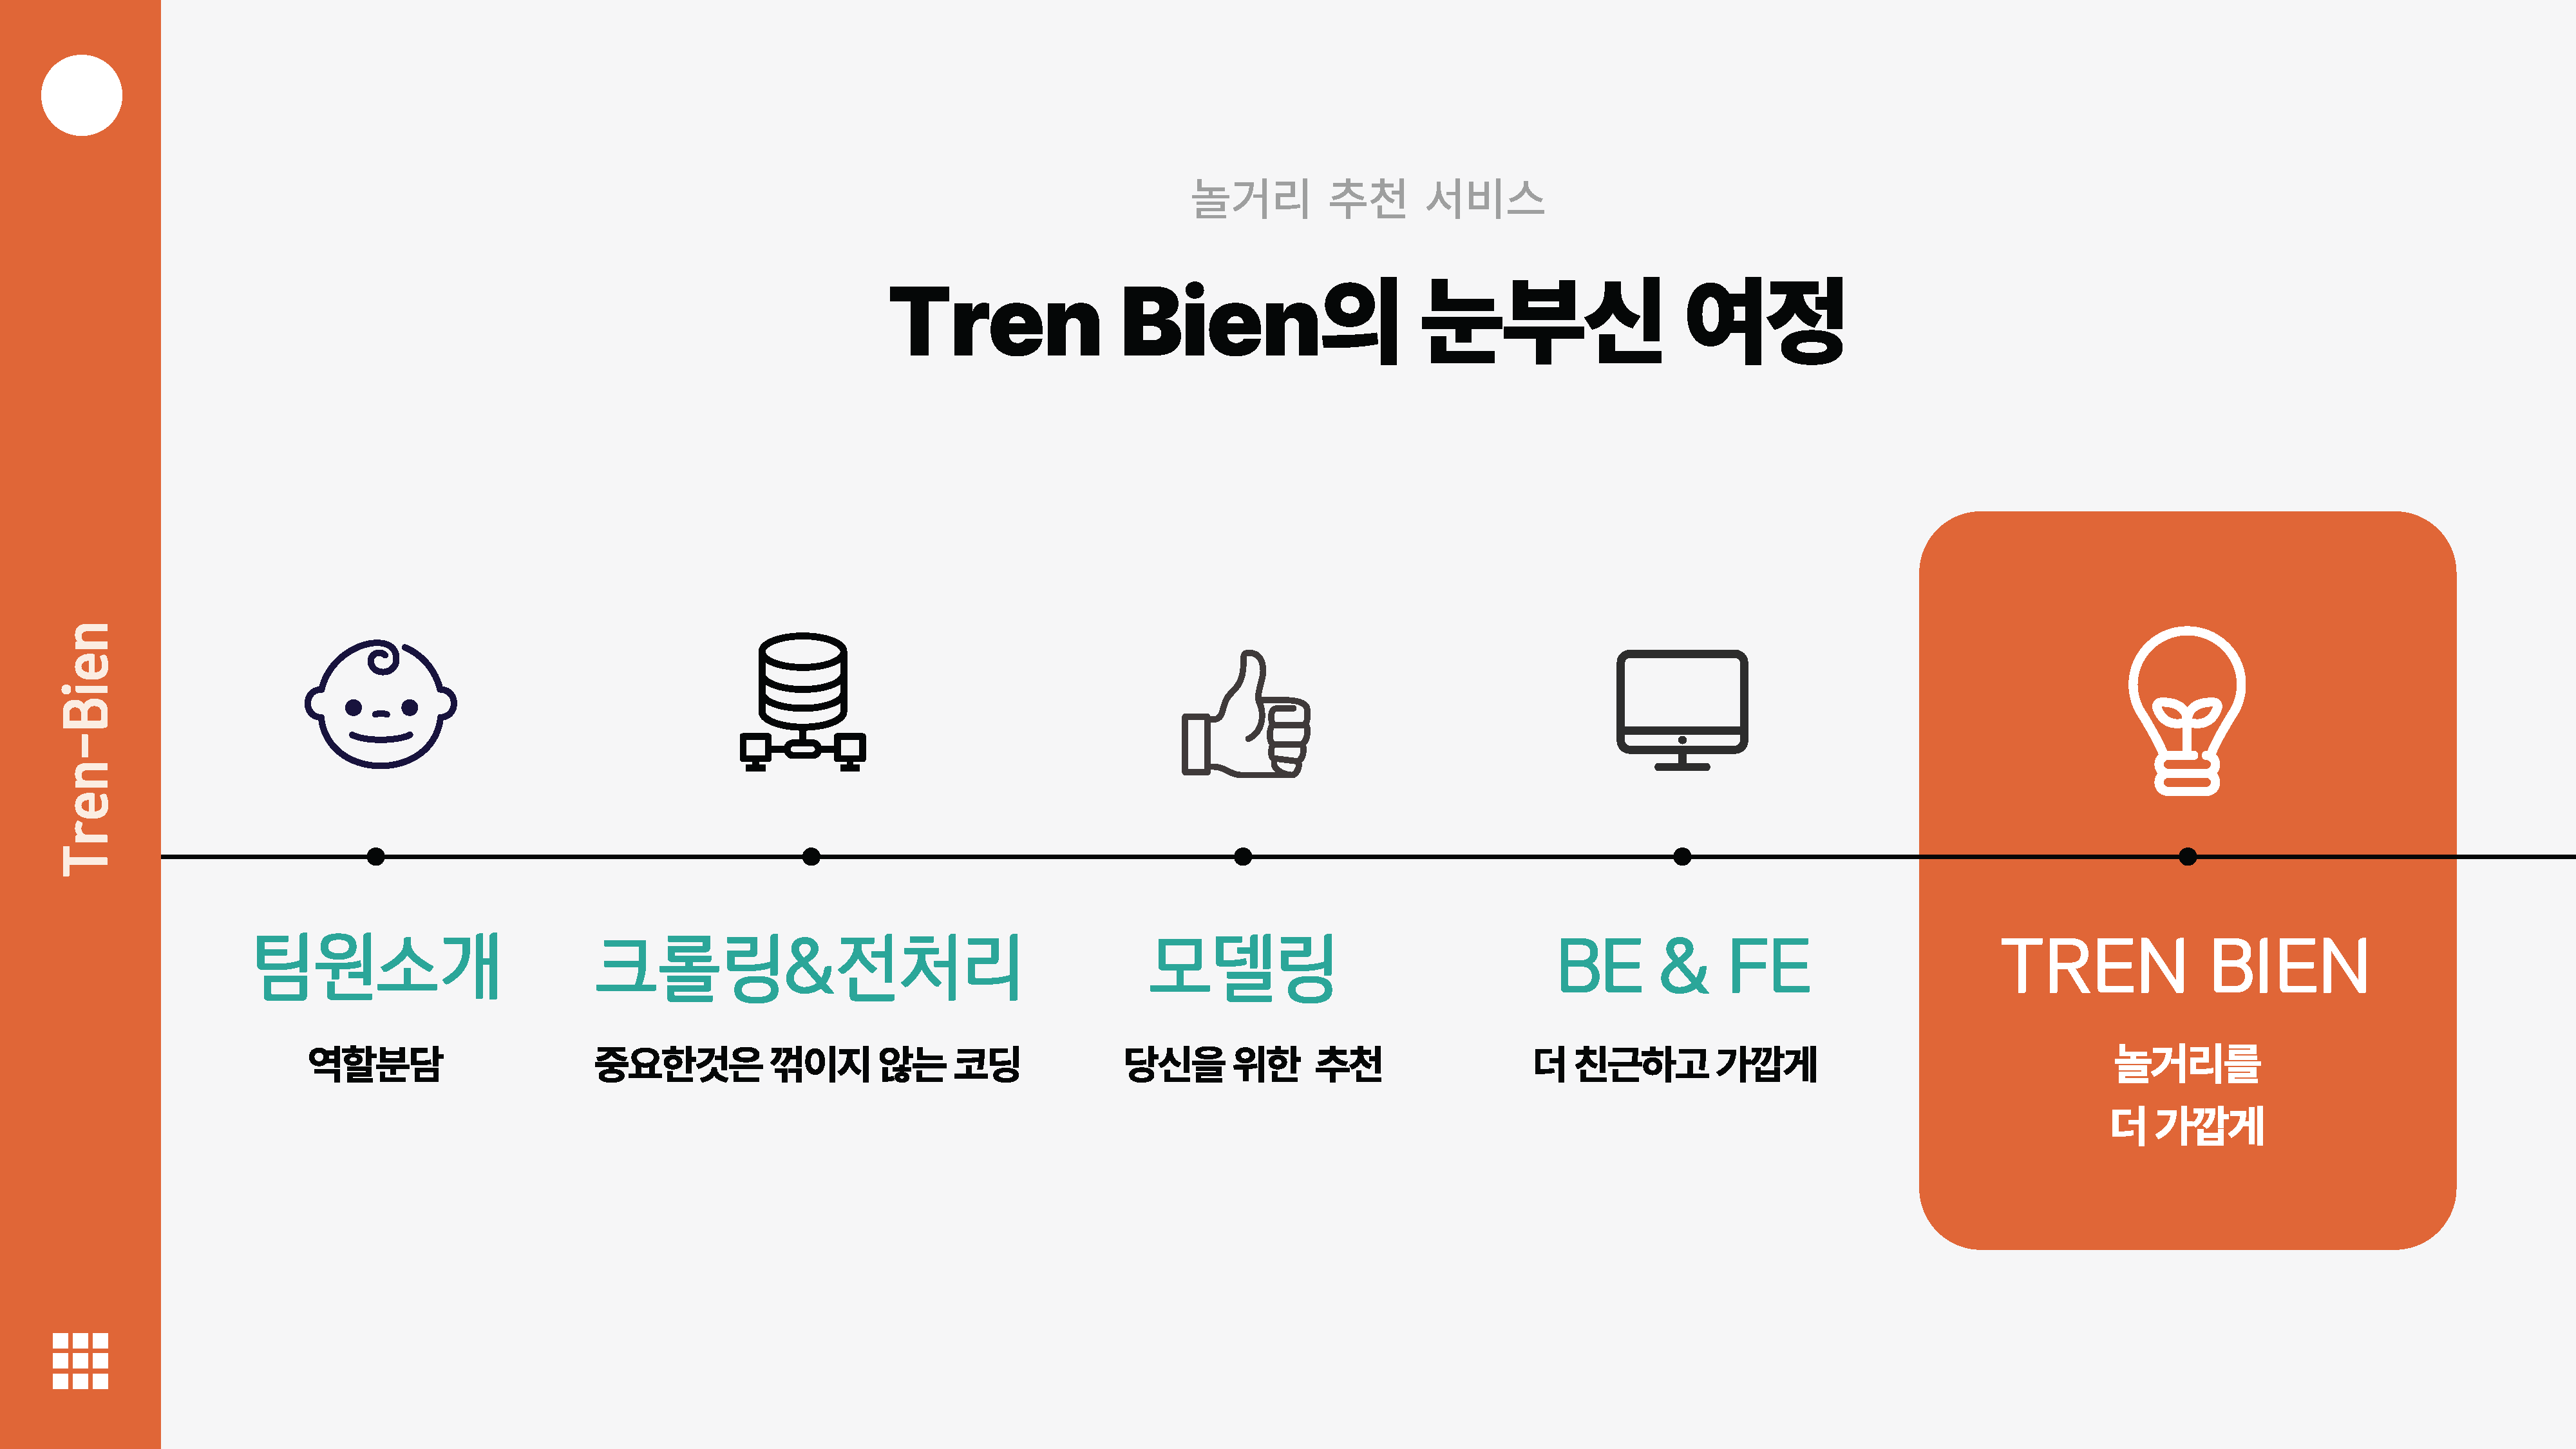 놀거리 추천 서비스
Tren Bien의 눈부신 여정
Tren-Bien
팀원소개
역할분담
크롤링&전처리
중요한것은 꺾이지 않는 코딩
모델링
당신을 위한 추천
BE & FE
더 친근하고 가깝게
TREN BIEN
놀거리를
더 가깝게